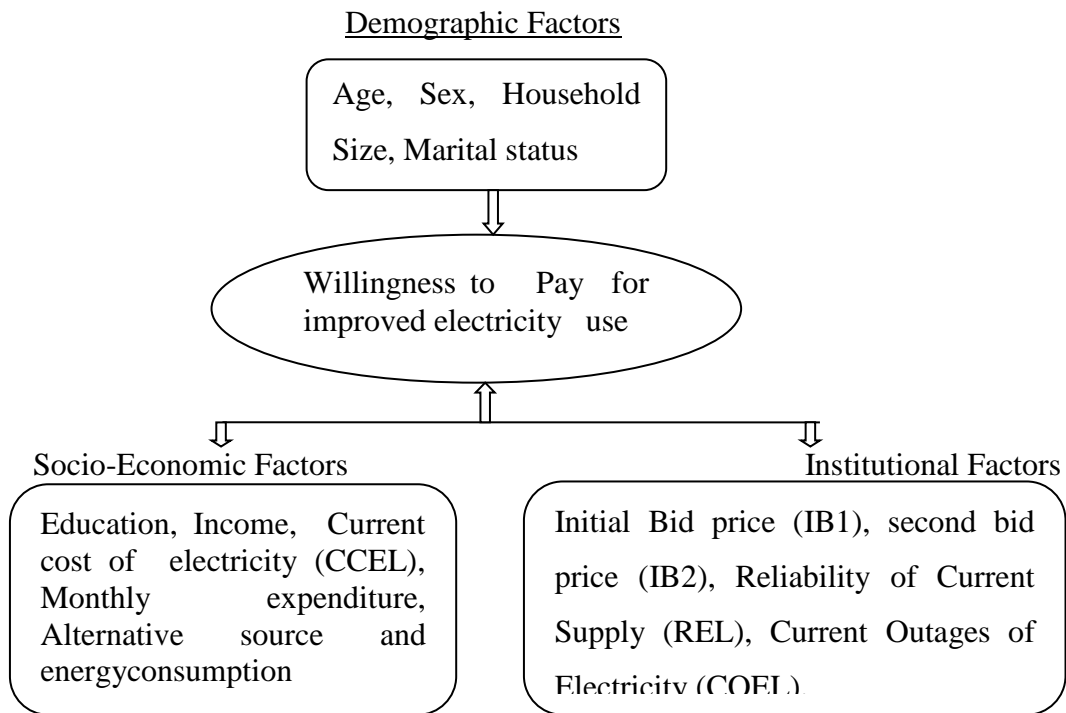 Demographic Factors
Age, Sex, Household
Size, Marital status
Willingness to Pay for
improved electricity use
Socio-Economic Factors
Education, Income, Current
cost of electricity (CCEL),
Monthly expenditure,
Alternative source and
energyconsumption
Institutional Factors
Initial Bid price (IB1), second bid
price (IB2), Reliability of Current
Supply (REL), Current Outages of
Electricity (COEL).